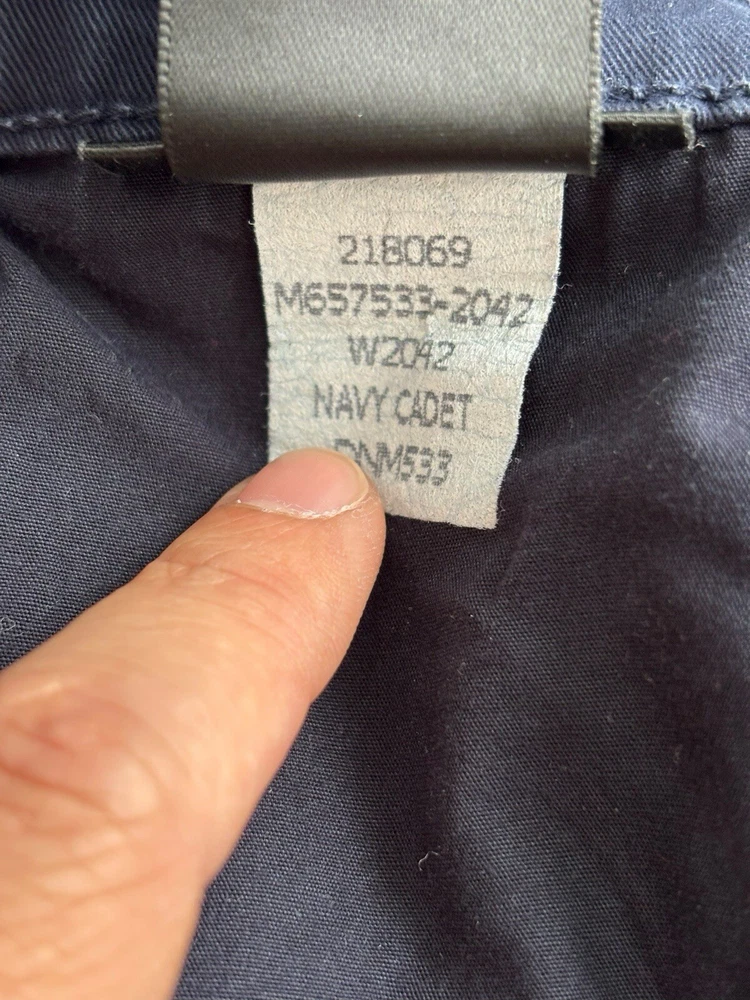 218069
M657533-2042
W2042
NAVY CADET
DNM533